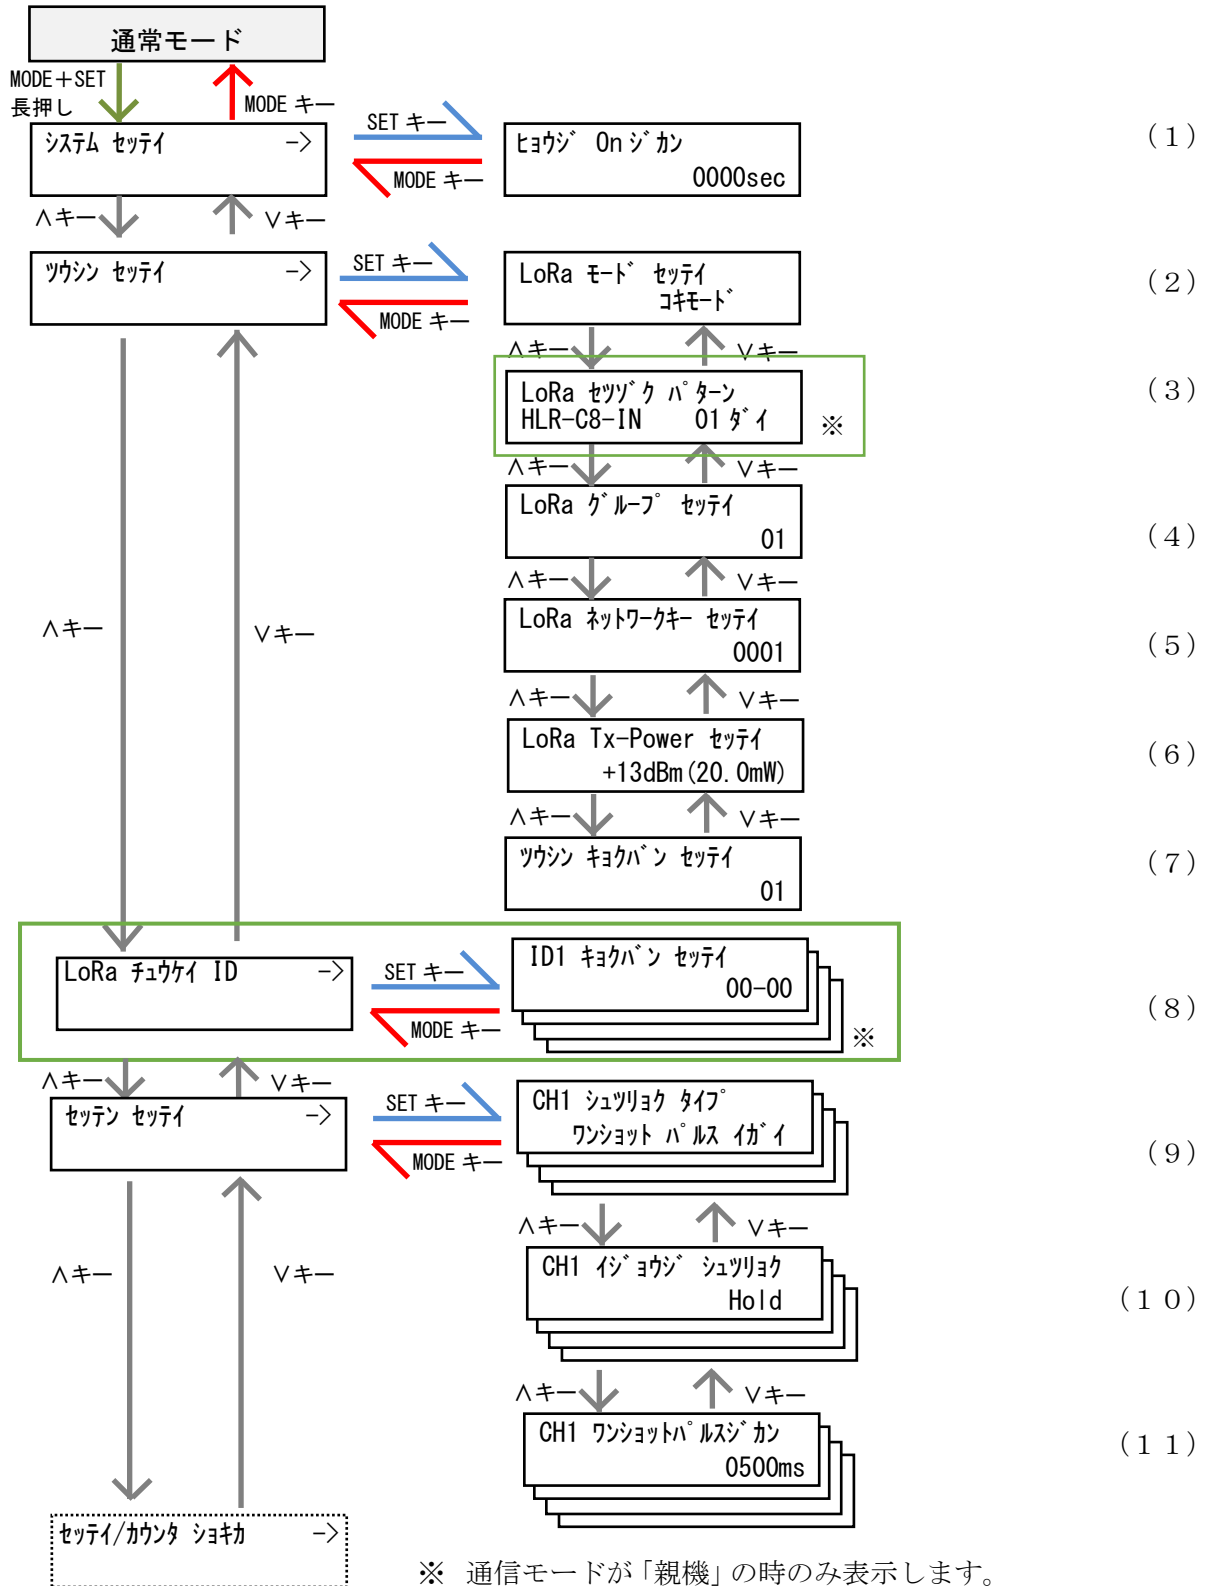 通常モード
MODE+SET
長押し
MODE キー
システム セッテイ ->
SET キー
MODE キー
ヒョウジ Onジカン
0000sec
(1)
∧キー
∨キー
ツウシン セッテイ ->
SET キー
MODE キー
LoRa モード セッテイ
コキモード
(2)
∧キー
∨キー
LoRa セツゾク パターン
HLR-C8-IN 01ダイ
※
(3)
∧キー
∨キー
LoRa グループ セッテイ
01
(4)
∧キー
∨キー
LoRa ネットワークキー セッテイ
0001
(5)
∧キー
∨キー
∧キー
∨キー
LoRa Tx-Power セッテイ
+13dBm(20.0mW)
(6)
∧キー
∨キー
ツウシン キョクバン セッテイ
01
(7)
LoRa チュウケイ ID ->
SET キー
MODE キー
ID1 キョクバン セッテイ
00-00
※
(8)
∧キー
∨キー
セッテン セッテイ ->
SET キー
MODE キー
CH1 シュツリョク タイプ
ワンショット パルス イガイ
(9)
∧キー
∨キー
∧キー
∨キー
CH1 イジョウジ シュツリョク
Hold
(10)
∧キー
∨キー
CH1 ワンショットパルスジカン
0500ms
(11)
セッテイ/カウンタ ショキカ ->
※ 通信モードが「親機」の時のみ表示します。